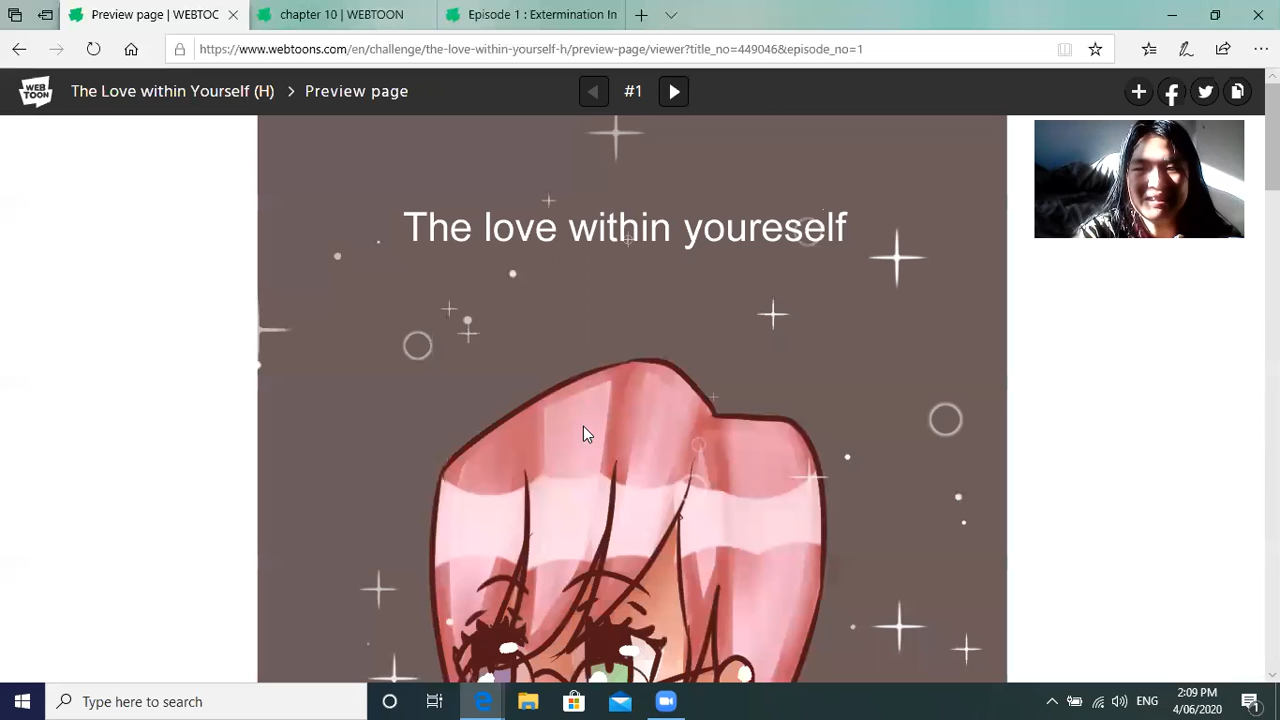 Preview page | WEBTOC
chapter 10 | WEBTOON
Episode 1 : Extermination In
https://www.webtoons.com/en/challenge/the-love-within-yourself-h/preview-page/viewer?title_no=449046&episode_no=1
WEB TOON
The Love within Yourself (H) > Preview page
#1
The love within youreself
Type here to search
ENG
2:09 PM
4/06/2020
1